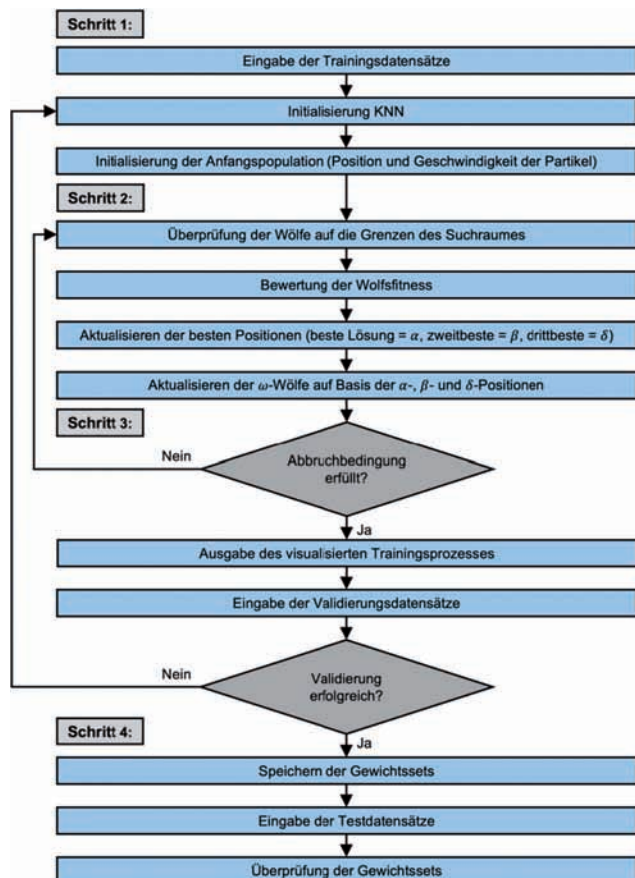 Schritt 1:
Eingabe der Trainingsdatensätze
Initialisierung KNN
Initialisierung der Anfangspopulation (Position und Geschwindigkeit der Partikel)
Schritt 2:
Überprüfung der Wölfe auf die Grenzen des Suchraumes
Bewertung der Wolfsfitness
Aktualisieren der besten Positionen (beste Lösung = α, zweitbeste = β, drittbeste = δ)
Aktualisieren der ω-Wölfe auf Basis der α-, β- und δ-Positionen
Schritt 3:
Nein
Abbruchbedingung
erfüllt?
Ja
Ausgabe des visualisierten Trainingsprozesses
Eingabe der Validierungsdatensätze
Nein
Validierung
erfolgreich?
Schritt 4:
Ja
Speichern der Gewichtssets
Eingabe der Testdatensätze
Überprüfung der Gewichtssets